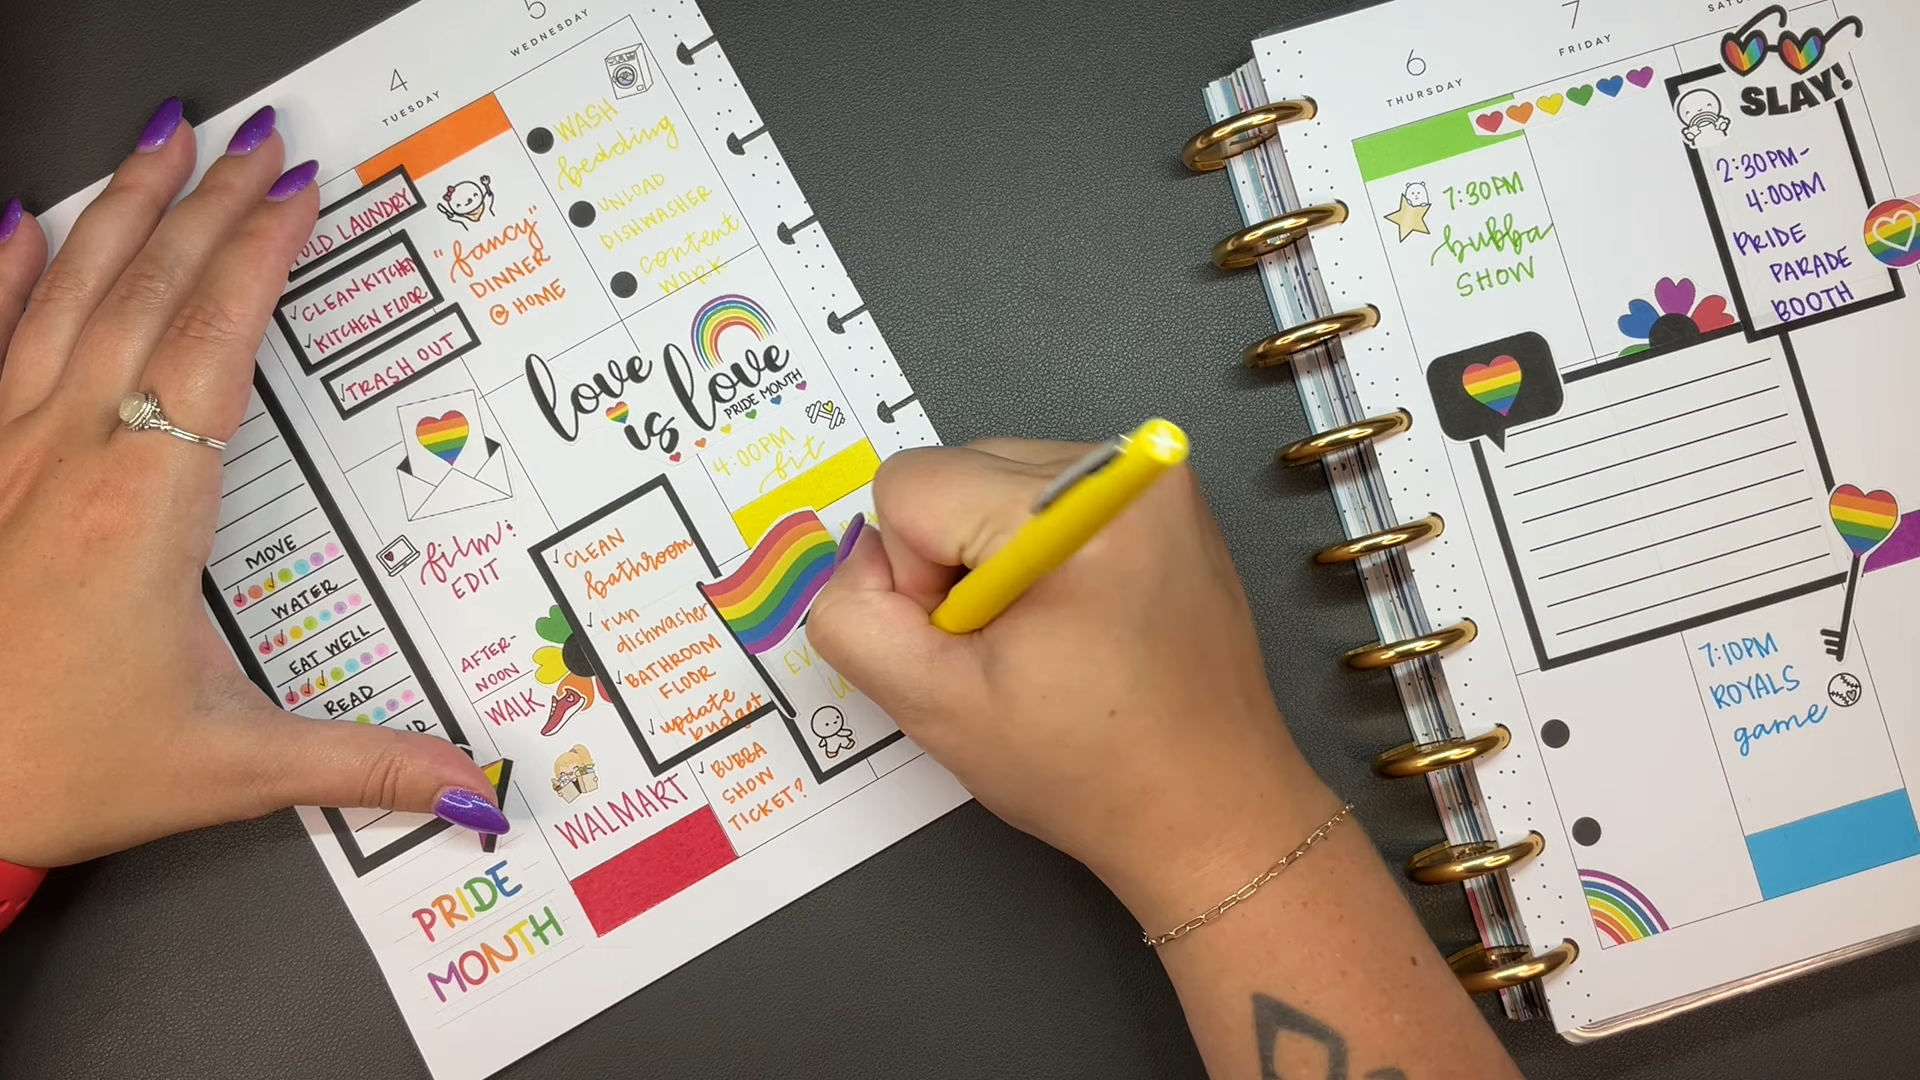 4
TUESDAY
5
WEDNESDAY
OLD LAUNDRY
✓CLEAN KITCHEN
✓KITCHEN FLOOR
✓TRASH OUT
MOVE
WATER
EAT WELL
READ
film:
EDIT
AFTER-
NOON
WALK
WALMART
PRIDE
MONTH
"fancy"
DINNER
@ HOME
✓CLEAN
bathroom
✓run
dishwasher
✓BATHROOM
FLOOR
✓update
budget
✓BUBBA
SHOW
TICKET?
WASH
bedding
UNLOAD
DISHWASHER
content
WORK
love
is love
PRIDE MONTH
4:00PM
fit
6
THURSDAY
7
FRIDAY
7:30PM
bubba
SHOW
7:10PM
ROYALS
game
SLAY!
2:30PM-
4:00PM
PRIDE
PARADE
BOOTH